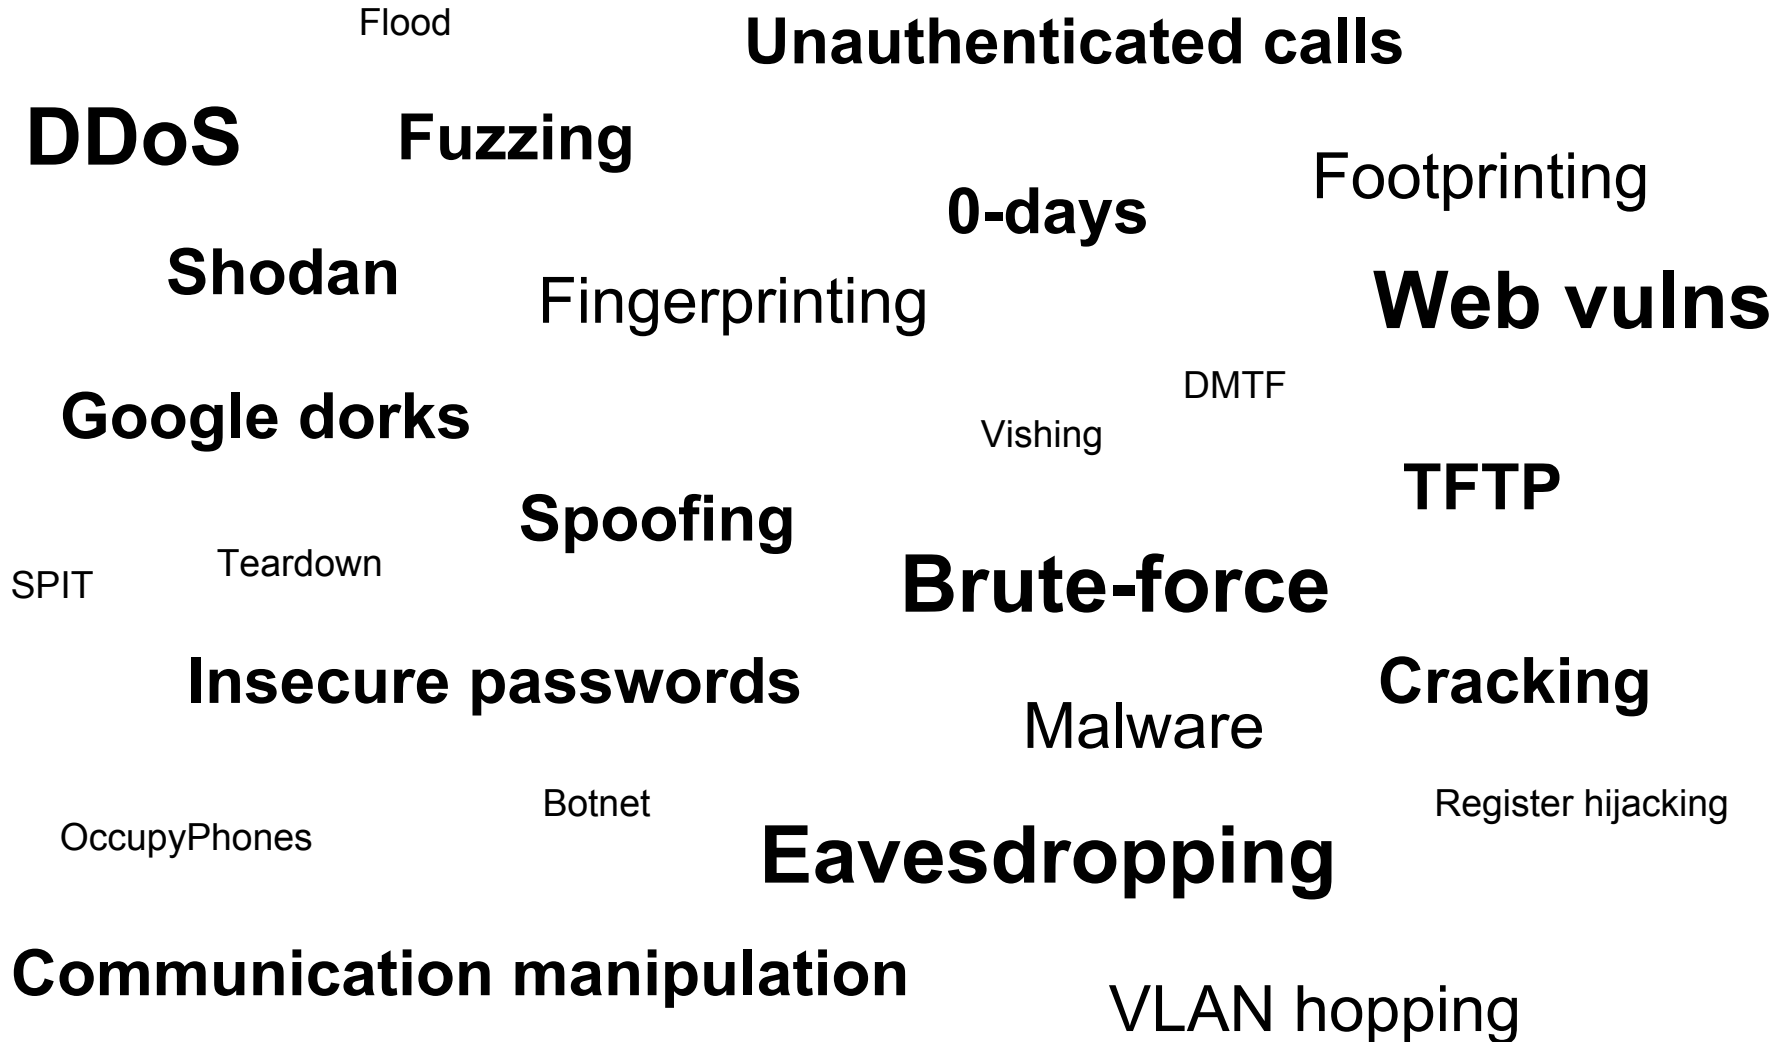 Flood
Unauthenticated calls
DDoS
Fuzzing
Footprinting
0-days
Shodan
Fingerprinting
Web vulns
DMTF
Google dorks
Vishing
TFTP
Spoofing
Teardown
SPIT
Brute-force
Insecure passwords
Cracking
Malware
Botnet
Register hijacking
OccupyPhones
Eavesdropping
Communication manipulation
VLAN hopping